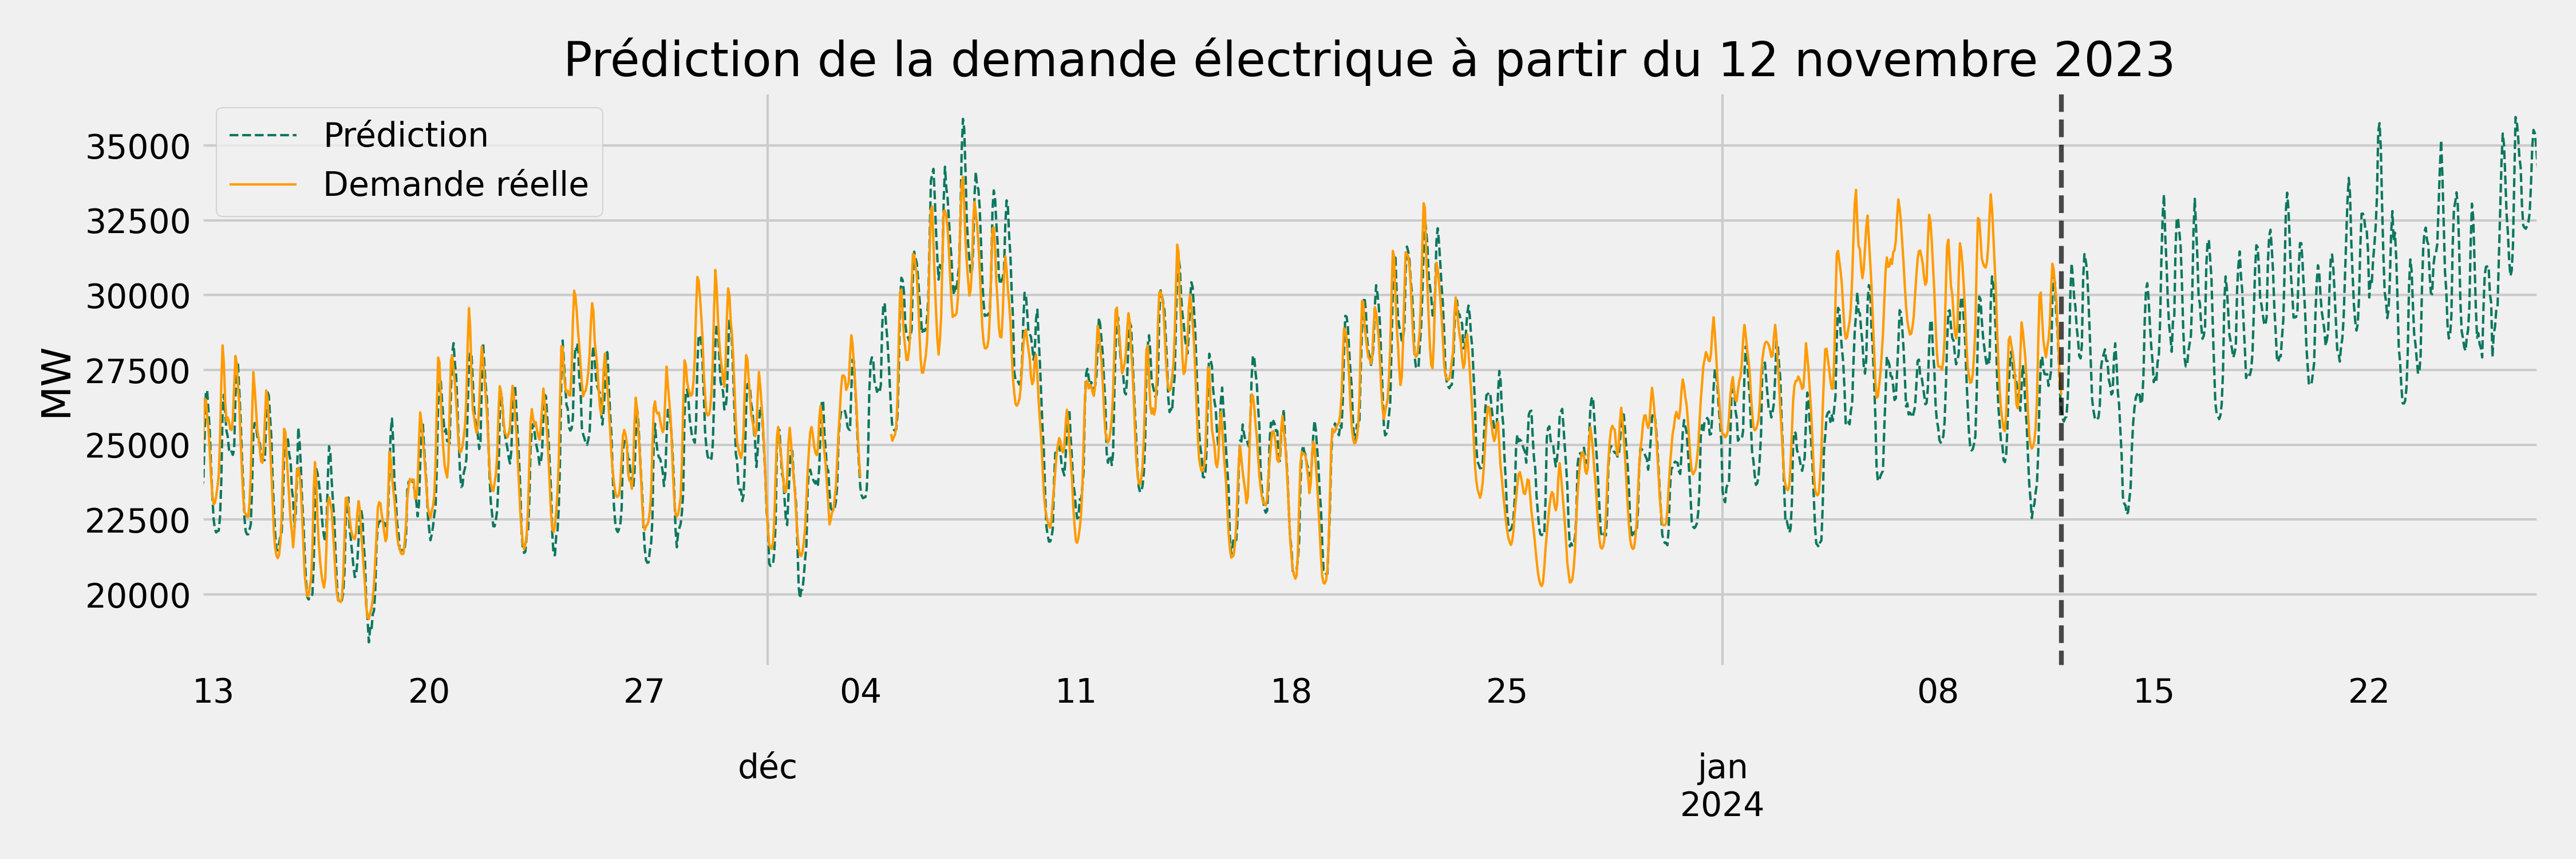 Prédiction de la demande électrique à partir du 12 novembre 2023
Prédiction
Demande réelle
MW
35000
32500
30000
27500
25000
22500
20000
13 20 27 04 11 18 25 08 15 22
déc jan
2024